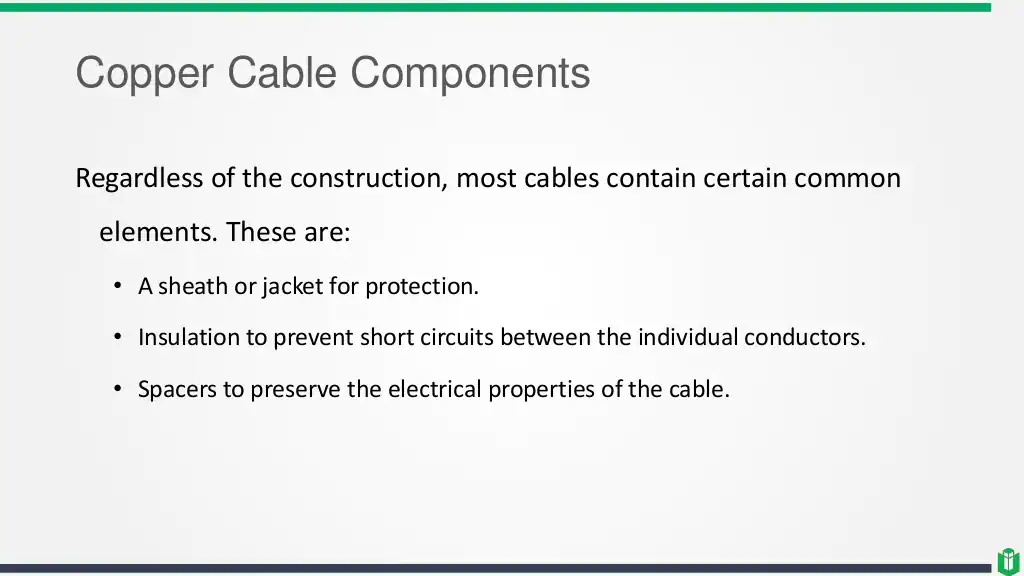 Copper Cable Components
Regardless of the construction, most cables contain certain common
elements. These are:
• A sheath or jacket for protection.
• Insulation to prevent short circuits between the individual conductors.
• Spacers to preserve the electrical properties of the cable.